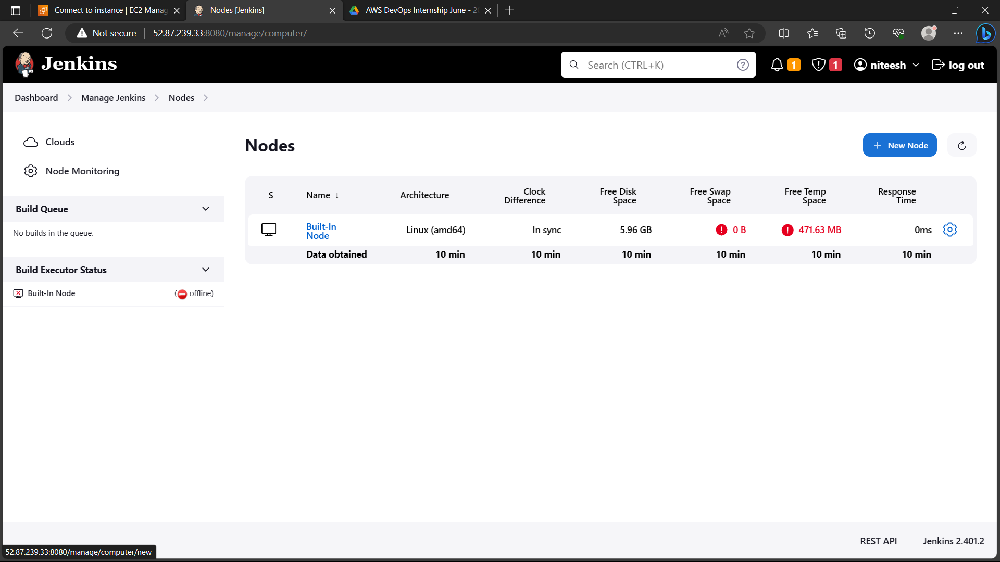 Connect to instance | EC2 Manag
Nodes [Jenkins]
AWS DevOps Internship June - 20
Not secure
52.87.239.33:8080/manage/computer/
Jenkins
Search (CTRL+K)
1
1
niteesh
log out
Dashboard
Manage Jenkins
Nodes
Clouds
Node Monitoring
Build Queue
No builds in the queue.
Build Executor Status
Built-In Node
(offline)
Nodes
New Node
S
Name ↓
Architecture
Clock
Difference
Free Disk
Space
Free Swap
Space
Free Temp
Space
Response
Time
Built-In
Node
Linux (amd64)
In sync
5.96 GB
0 B
471.63 MB
0ms
Data obtained
10 min
10 min
10 min
10 min
10 min
10 min
REST API
Jenkins 2.401.2
52.87.239.33:8080/manage/computer/new